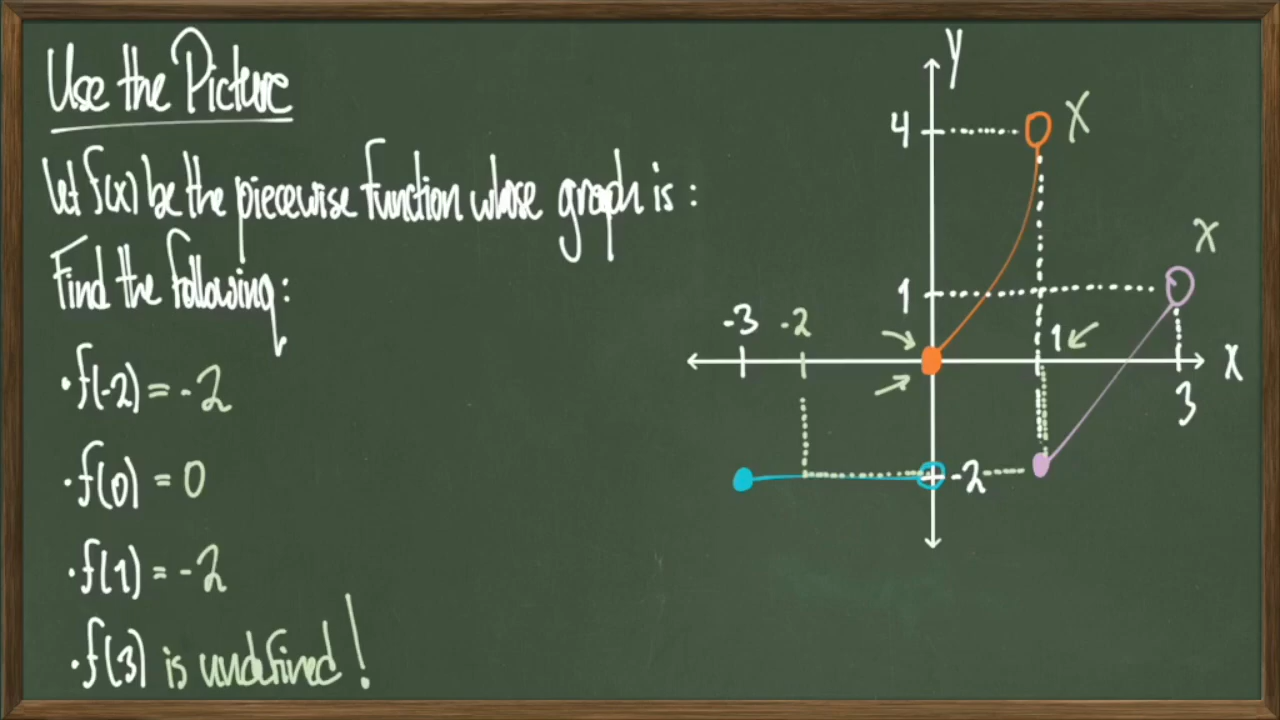 Use the Picture
Let f(x) be the piecewise function whose graph is :
Find the following:
• f(-2) = -2
• f(0) = 0
• f(1) = -2
• f(3) is undefined!
y
4
X
X
1
-3
-2
1
X
3
-2